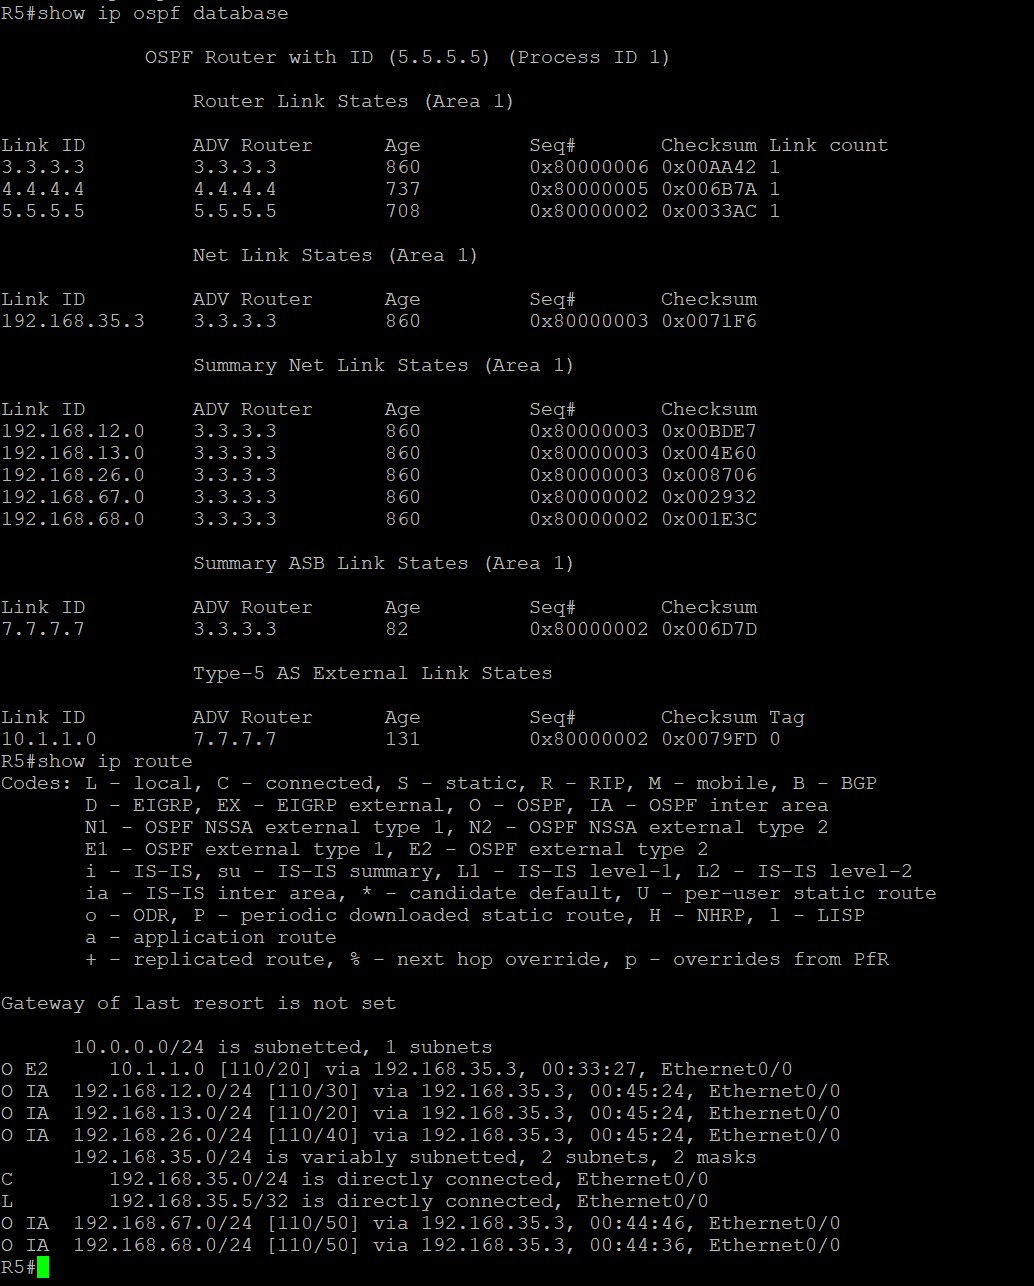 R5#show ip ospf database
OSPF Router with ID (5.5.5.5) (Process ID 1)
Router Link States (Area 1)
Link ID ADV Router Age Seq# Checksum Link count
3.3.3.3 3.3.3.3 860 0x80000006 0x00AA42 1
4.4.4.4 4.4.4.4 737 0x80000005 0x006B7A 1
5.5.5.5 5.5.5.5 708 0x80000002 0x0033AC 1
Net Link States (Area 1)
Link ID ADV Router Age Seq# Checksum
192.168.35.3 3.3.3.3 860 0x80000003 0x0071F6
Summary Net Link States (Area 1)
Link ID ADV Router Age Seq# Checksum
192.168.12.0 3.3.3.3 860 0x80000003 0x00BDE7
192.168.13.0 3.3.3.3 860 0x80000003 0x004E60
192.168.26.0 3.3.3.3 860 0x80000003 0x008706
192.168.67.0 3.3.3.3 860 0x80000002 0x002932
192.168.68.0 3.3.3.3 860 0x80000002 0x001E3C
Summary ASB Link States (Area 1)
Link ID ADV Router Age Seq# Checksum
7.7.7.7 3.3.3.3 82 0x80000002 0x006D7D
Type-5 AS External Link States
Link ID ADV Router Age Seq# Checksum Tag
10.1.1.0 7.7.7.7 131 0x80000002 0x0079FD 0
R5#show ip route
Codes: L - local, C - connected, S - static, R - RIP, M - mobile, B - BGP
D - EIGRP, EX - EIGRP external, O - OSPF, IA - OSPF inter area
N1 - OSPF NSSA external type 1, N2 - OSPF NSSA external type 2
E1 - OSPF external type 1, E2 - OSPF external type 2
i - IS-IS, su - IS-IS summary, L1 - IS-IS level-1, L2 - IS-IS level-2
ia - IS-IS inter area, * - candidate default, U - per-user static route
o - ODR, P - periodic downloaded static route, H - NHRP, l - LISP
a - application route
+ - replicated route, % - next hop override, p - overrides from PfR
Gateway of last resort is not set
10.0.0.0/24 is subnetted, 1 subnets
O E2 10.1.1.0 [110/20] via 192.168.35.3, 00:33:27, Ethernet0/0
O IA 192.168.12.0/24 [110/30] via 192.168.35.3, 00:45:24, Ethernet0/0
O IA 192.168.13.0/24 [110/20] via 192.168.35.3, 00:45:24, Ethernet0/0
O IA 192.168.26.0/24 [110/40] via 192.168.35.3, 00:45:24, Ethernet0/0
192.168.35.0/24 is variably subnetted, 2 subnets, 2 masks
C 192.168.35.0/24 is directly connected, Ethernet0/0
L 192.168.35.5/32 is directly connected, Ethernet0/0
O IA 192.168.67.0/24 [110/50] via 192.168.35.3, 00:44:46, Ethernet0/0
O IA 192.168.68.0/24 [110/50] via 192.168.35.3, 00:44:36, Ethernet0/0
R5#